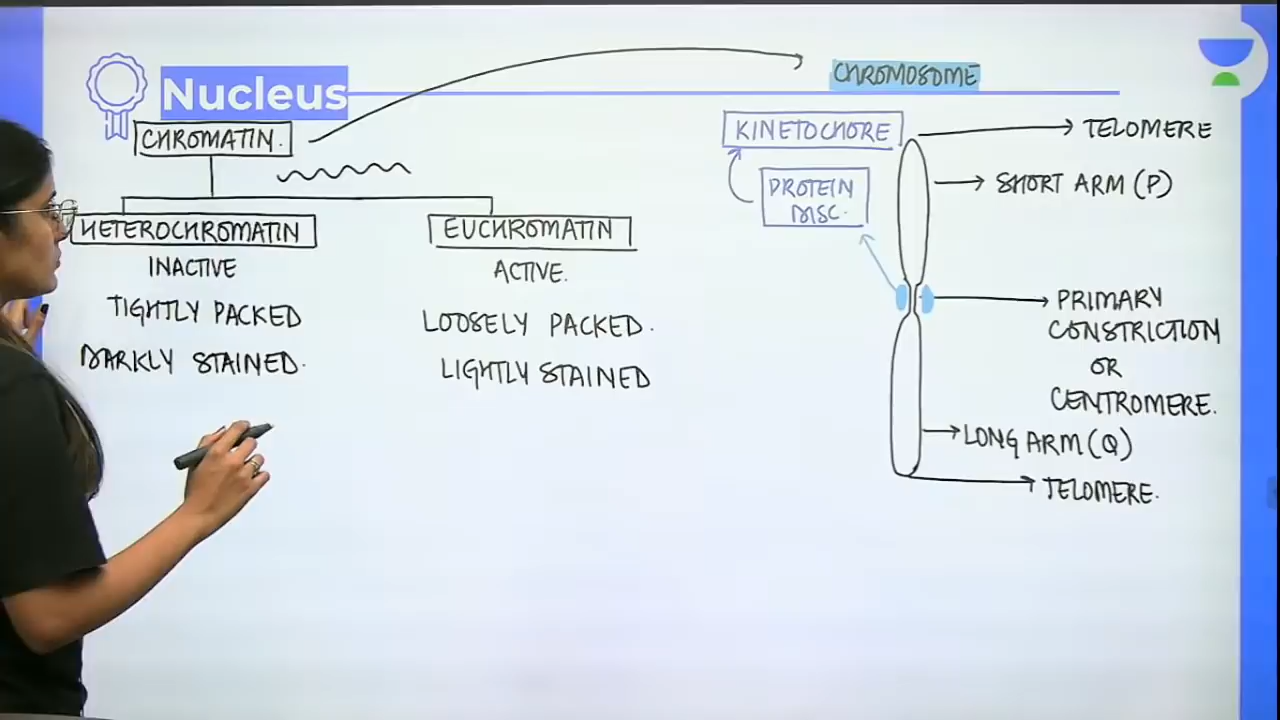 Nucleus
CHROMATIN.
HETEROCHROMATIN
INACTIVE
TIGHTLY PACKED
DARKLY STAINED.
EUCHROMATIN
ACTIVE.
LOOSELY PACKED.
LIGHTLY STAINED
CHROMOSOME
KINETOCHORE
PROTEIN
DISC.
TELOMERE
SHORT ARM (P)
PRIMARY
CONSTRICTION
OR
CENTROMERE.
LONG ARM (Q)
TELOMERE.